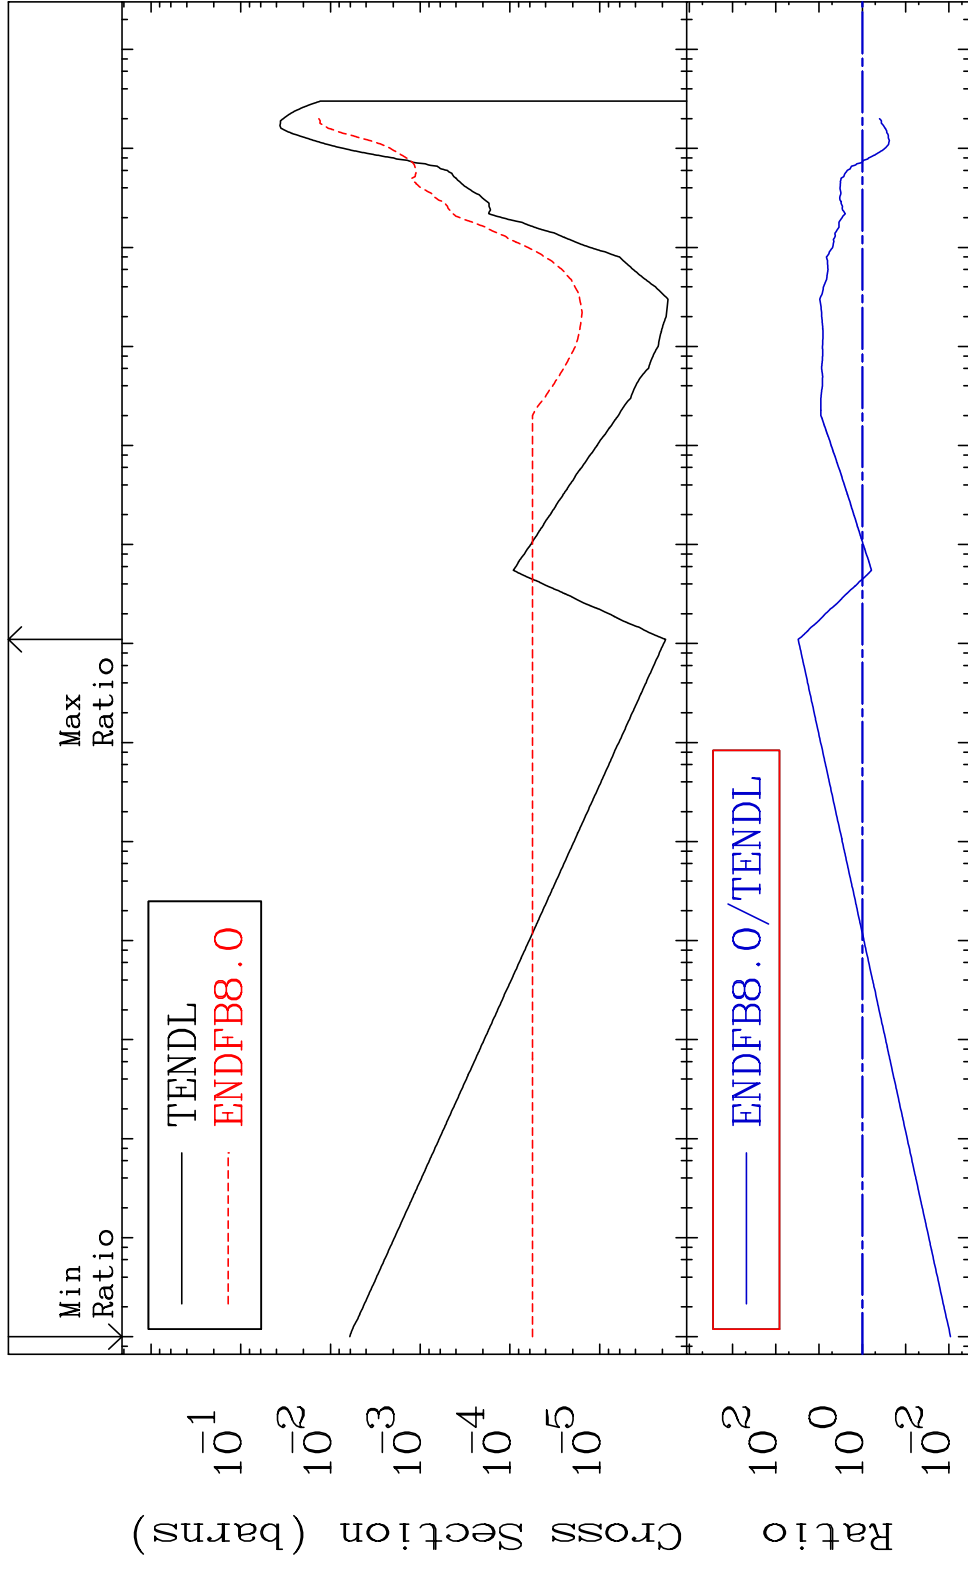 Min
Ratio
Max
Ratio
TENDL
ENDFB8.0
10^-1
10^-2
10^-3
10^-4
10^-5
Cross Section (barns)
ENDFB8.0/TENDL
10^2
10^0
10^-2
Ratio